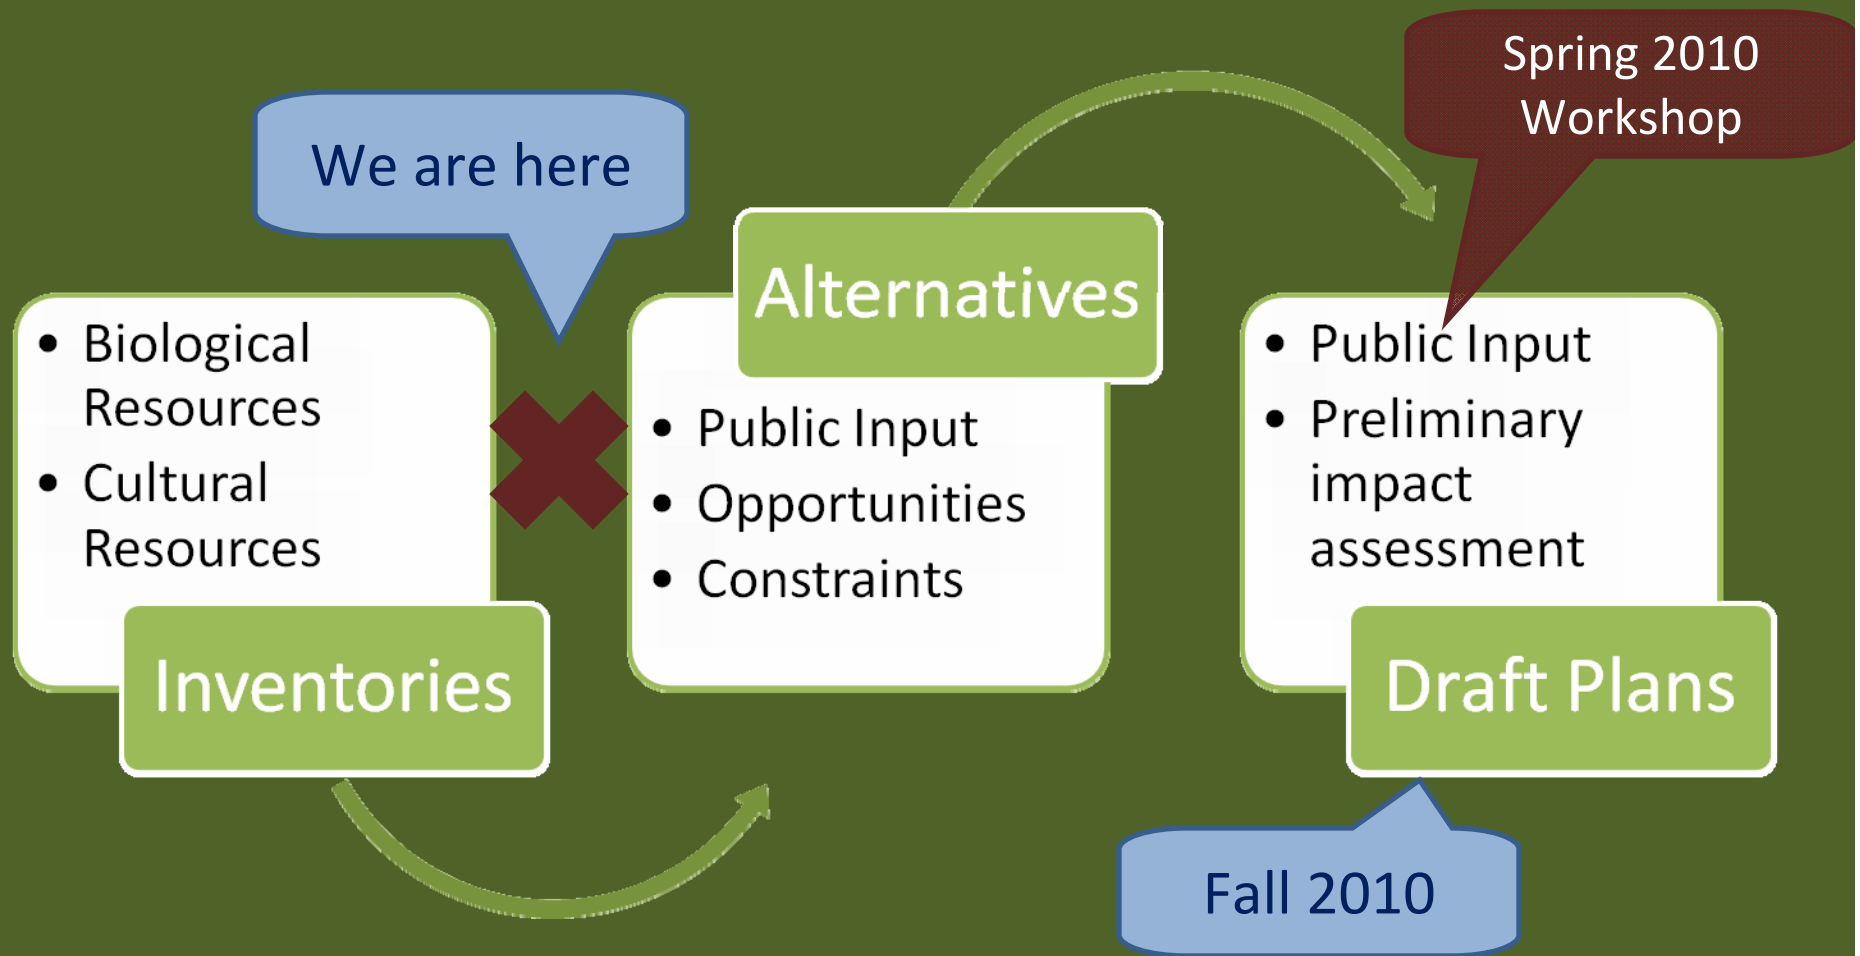 Spring 2010
Workshop
We are here
• Biological
Resources
• Cultural
Resources
Inventories
Alternatives
• Public Input
• Opportunities
• Constraints
• Public Input
• Preliminary
impact
assessment
Draft Plans
Fall 2010